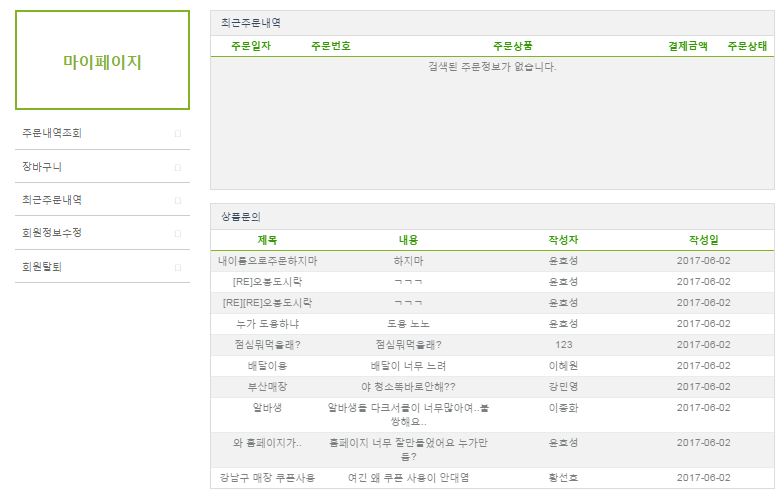 마이페이지
주문내역조회
장바구니
최근주문내역
회원정보수정
회원탈퇴
최근주문내역
주문일자 주문번호 주문상품 결제금액 주문상태
검색된 주문정보가 없습니다.
상품문의
제목 내용 작성자 작성일
내이름으로주문하지마 하지마 윤효성 2017-06-02
[RE]오봉도시락 ㄱㄱㄱ 윤효성 2017-06-02
[RE][RE]오봉도시락 ㄱㄱㄱ 윤효성 2017-06-02
누가 도용하냐 도용 노노 윤효성 2017-06-02
점심뭐먹을래? 점심뭐먹을래? 123 2017-06-02
배달이용 배달이 너무 느려 이혜원 2017-06-02
부산매장 야 청소똑바로안해?? 강민영 2017-06-02
알바생 알바생들 다크서클이 너무많아여..불 이종화 2017-06-02
쌍해요..
와 홈페이지가.. 홈페이지 너무 잘만들었어요 누가만 윤효성 2017-06-02
듬?
강남구 매장 쿠폰사용 여긴 왜 쿠폰 사용이 안대염 황선호 2017-06-02